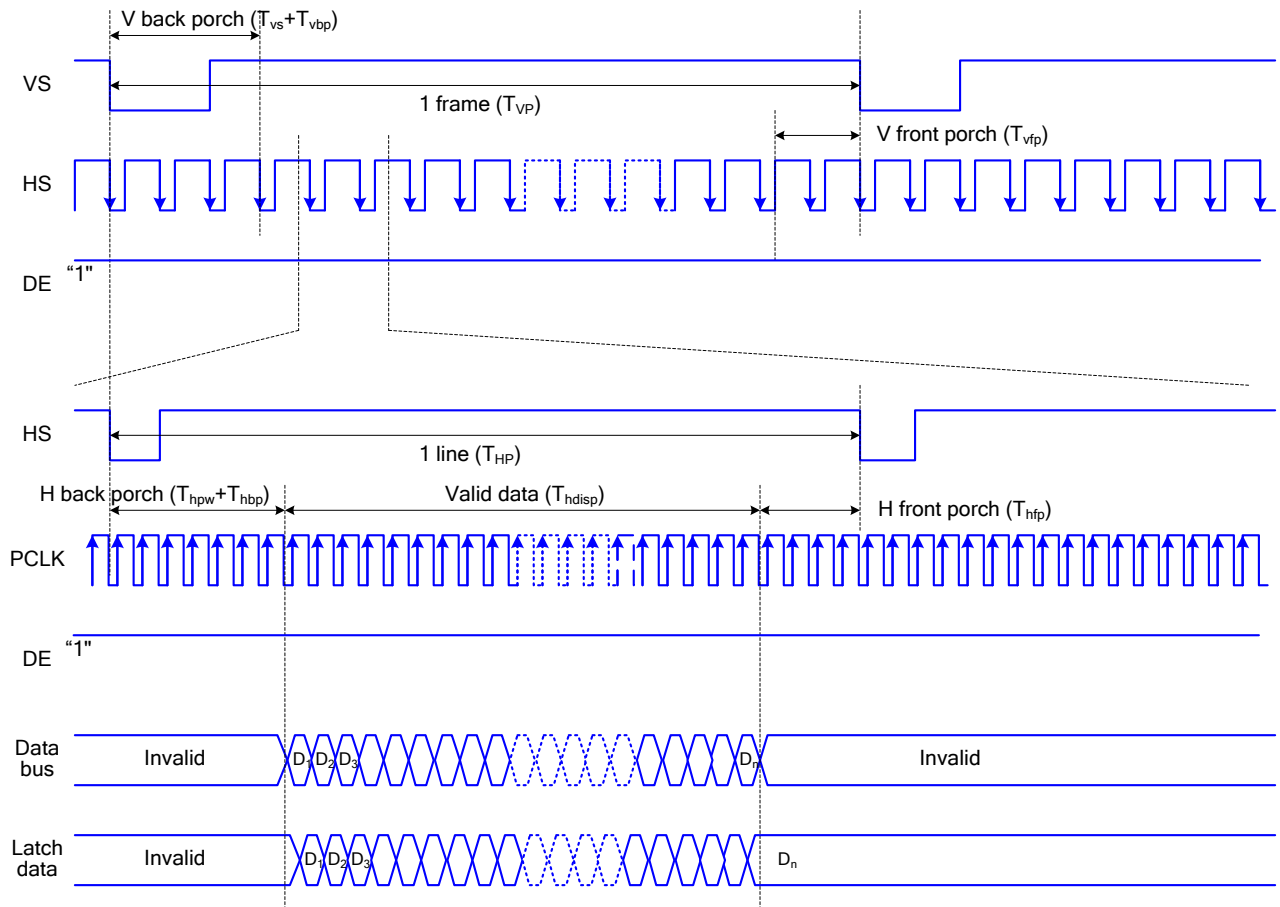 V back porch (Tvs+Tvbp)
VS
1 frame (TVP)
V front porch (Tvfp)
HS
DE “1"
HS
1 line (THP)
H back porch (Thpw+Thbp)
Valid data (Thdisp)
H front porch (Thfp)
PCLK
DE “1"
Data bus
Invalid
D1 D2 D3
Dn
Invalid
Latch data
Invalid
D1 D2 D3
Dn